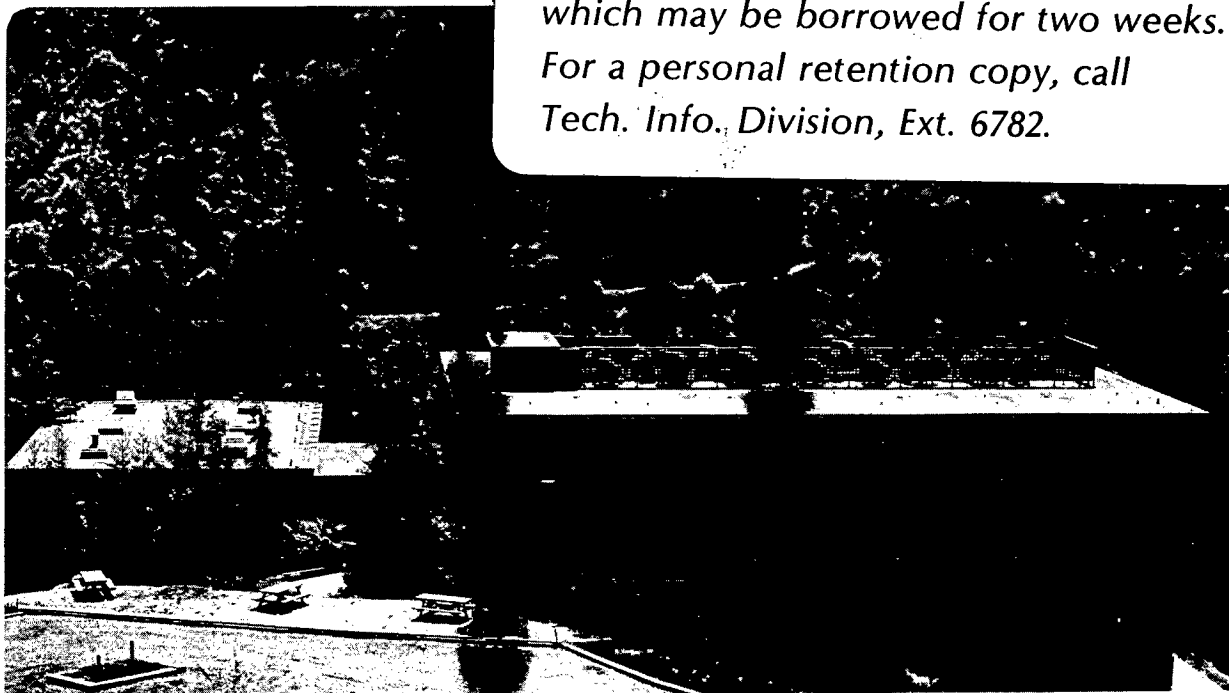 which may be borrowed for two weeks.
For a personal retention copy, call
Tech. Info. Division, Ext. 6782.